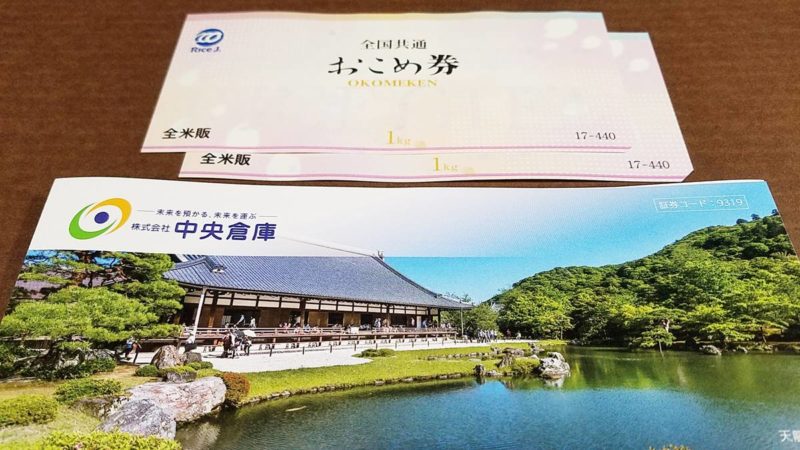 Rice J.
全国共通
おこめ券
OKOMEKEN
全米販
1kg
17-440
全米販
1kg
17-440
未来を預かる、未来を運ぶ
株式会社 中央倉庫
証券コード:9319
天